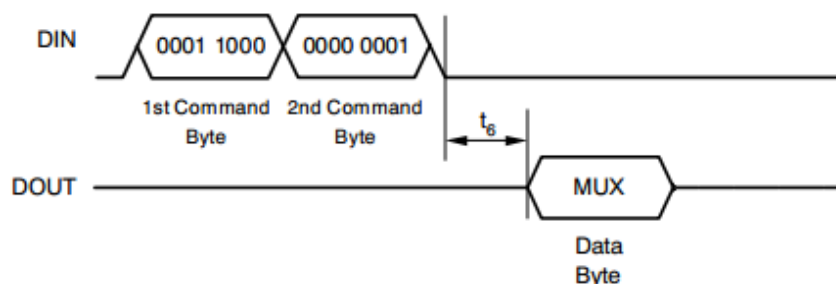 DIN
0001 1000
0000 0001
1st Command
Byte
2nd Command
Byte
t6
DOUT
MUX
Data
Byte